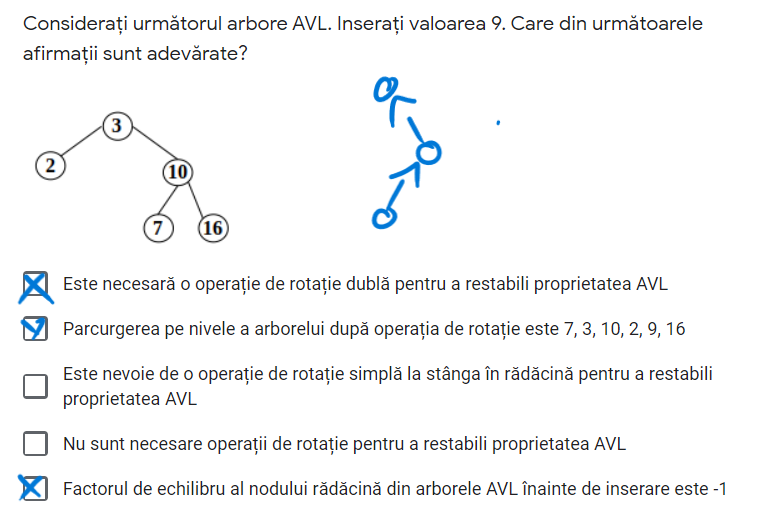 Considerați următorul arbore AVL. Inserați valoarea 9. Care din următoarele
afirmații sunt adevărate?
3
2
10
7
16
Este necesară o operație de rotație dublă pentru a restabili proprietatea AVL
Parcurgerea pe nivele a arborelui după operația de rotație este 7, 3, 10, 2, 9, 16
Este nevoie de o operație de rotație simplă la stânga în rădăcină pentru a restabili
proprietatea AVL
Nu sunt necesare operații de rotație pentru a restabili proprietatea AVL
Factorul de echilibru al nodului rădăcină din arborele AVL înainte de inserare este -1